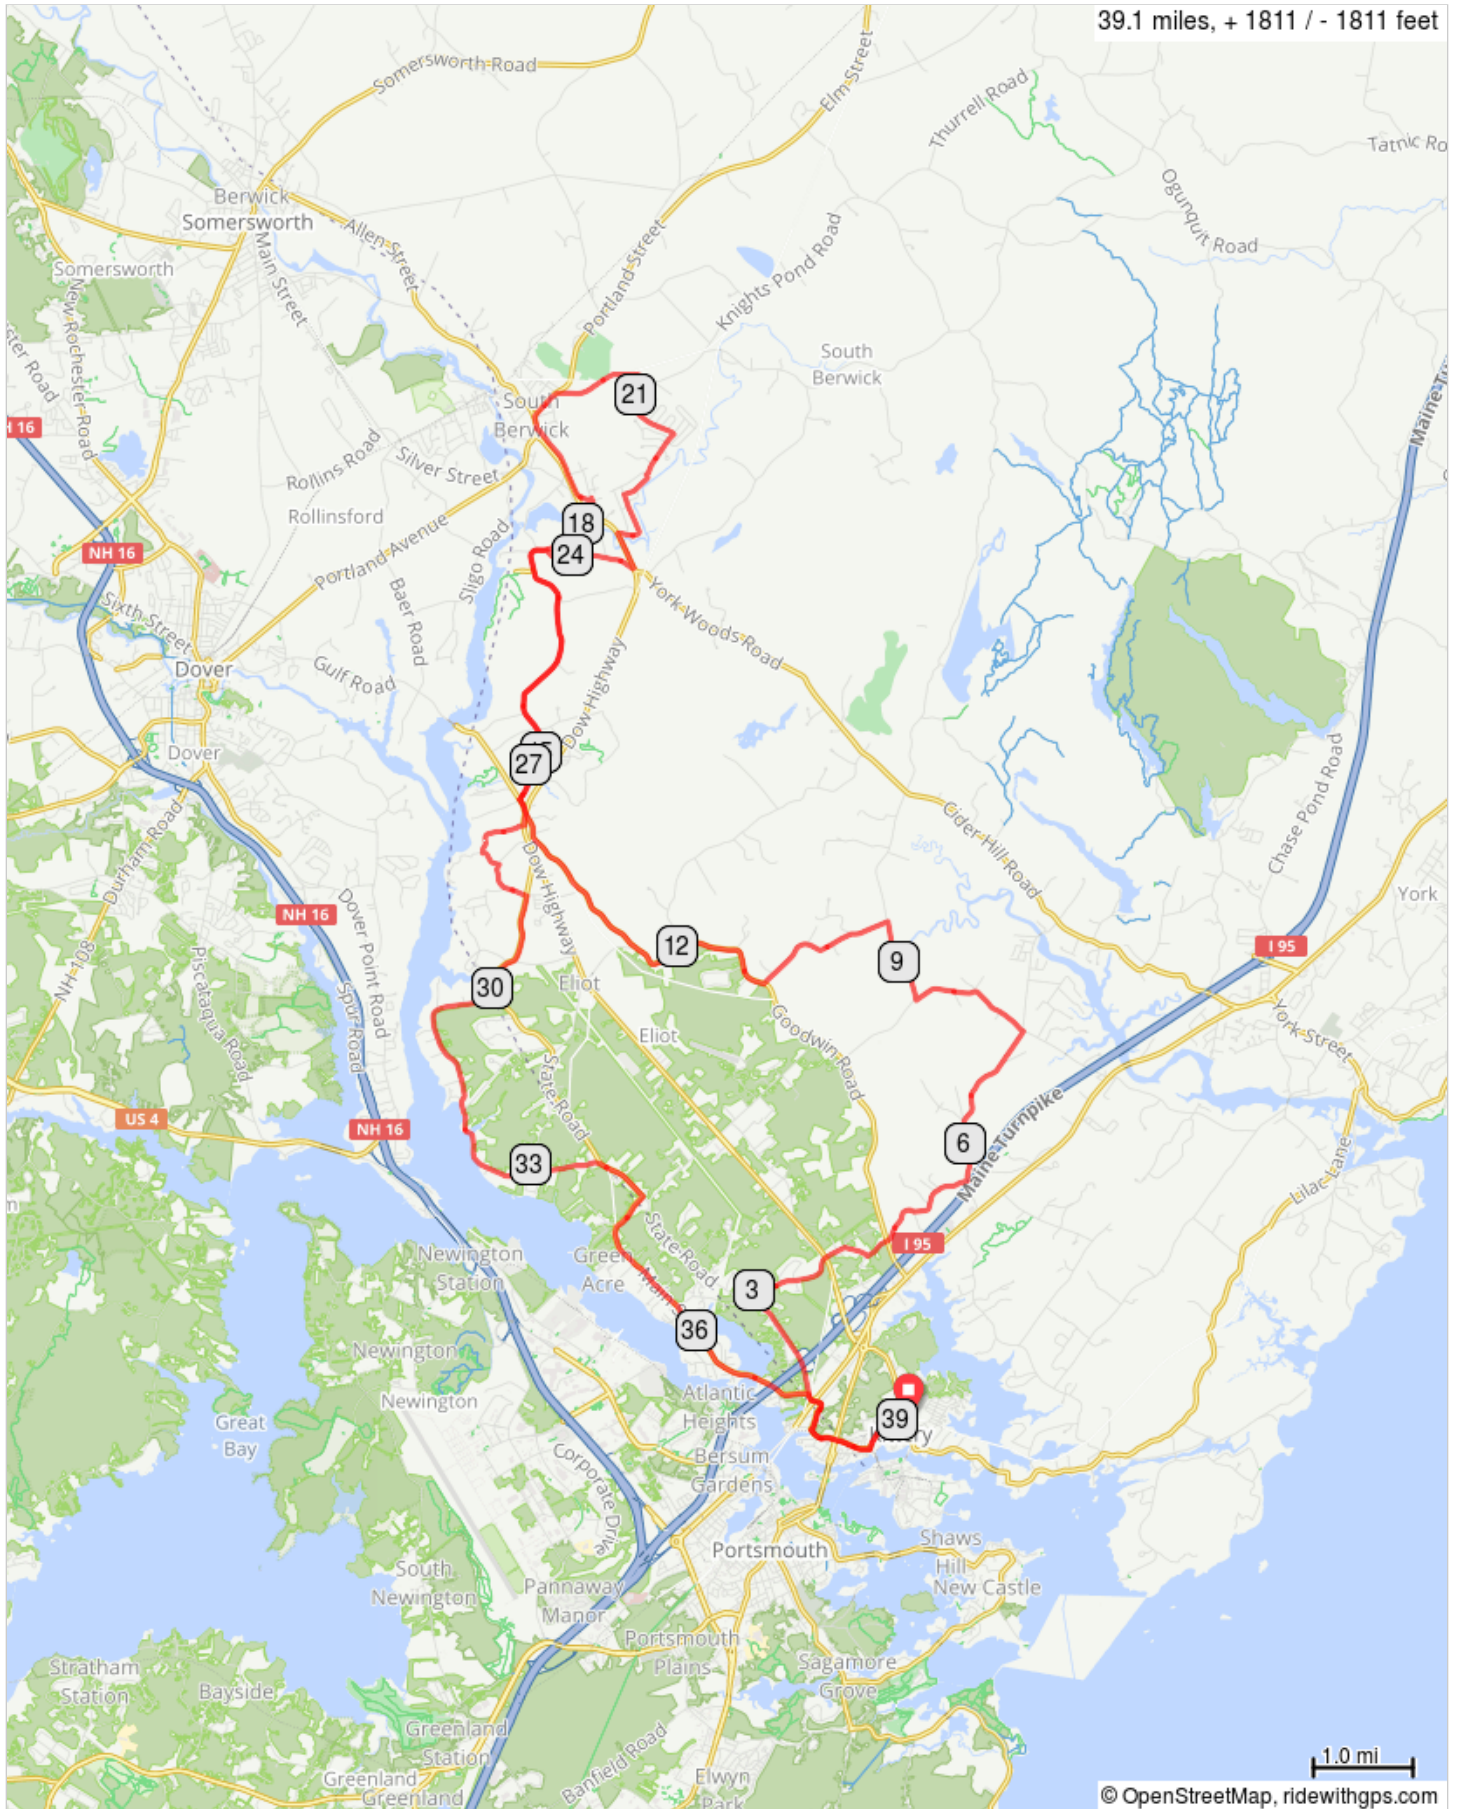 39.1 miles, + 1811 / - 1811 feet
Somersworth Road
Elm Street
Thurrell Road
Tatnic Ro
Ogunquit Road
Berwick
Somersworth
Allen Street
Main Street
Somersworth
New Rochester Road
ster Road
Portland Street
Knights Pond Road
South
Berwick
21
South
Berwick
H 16
Rollins Road
Silver Street
Rollinsford
Portland Avenue
Sligo Road
18
24
NH 16
Sixth Street
Baer Road
York Woods Road
Dover
Gulf Road
Dow Highway
Dover
27
Chase Pond Road
Cider Hill Road
Durham Road
Dow Highway
York
NH 16
Dover Point Road
12
I 95
9
NH 108
Piscataqua Road
Spur Road
30
Eliot
Eliot
Goodwin Road
York Street
State Road
Maine Turnpike
US 4
NH 16
6
33
Lilac Lane
m
State Road
I 95
Newington
Station
Green
Acre
Main S
3
36
Newington
Newington
Atlantic
Heights
39
ery
Great
Bay
Bersum
Gardens
Corporate Drive
Portsmouth
Shaws
Hill
New Castle
South
Newington
Pannaway
Manor
Portsmouth
Plains
Sagamore
Grove
Stratham
Station
Bayside
Greenland
Station
Banfield Road
Greenland
Greenland
Elwyn
Park
1.0 mi
© OpenStreetMap, ridewithgps.com